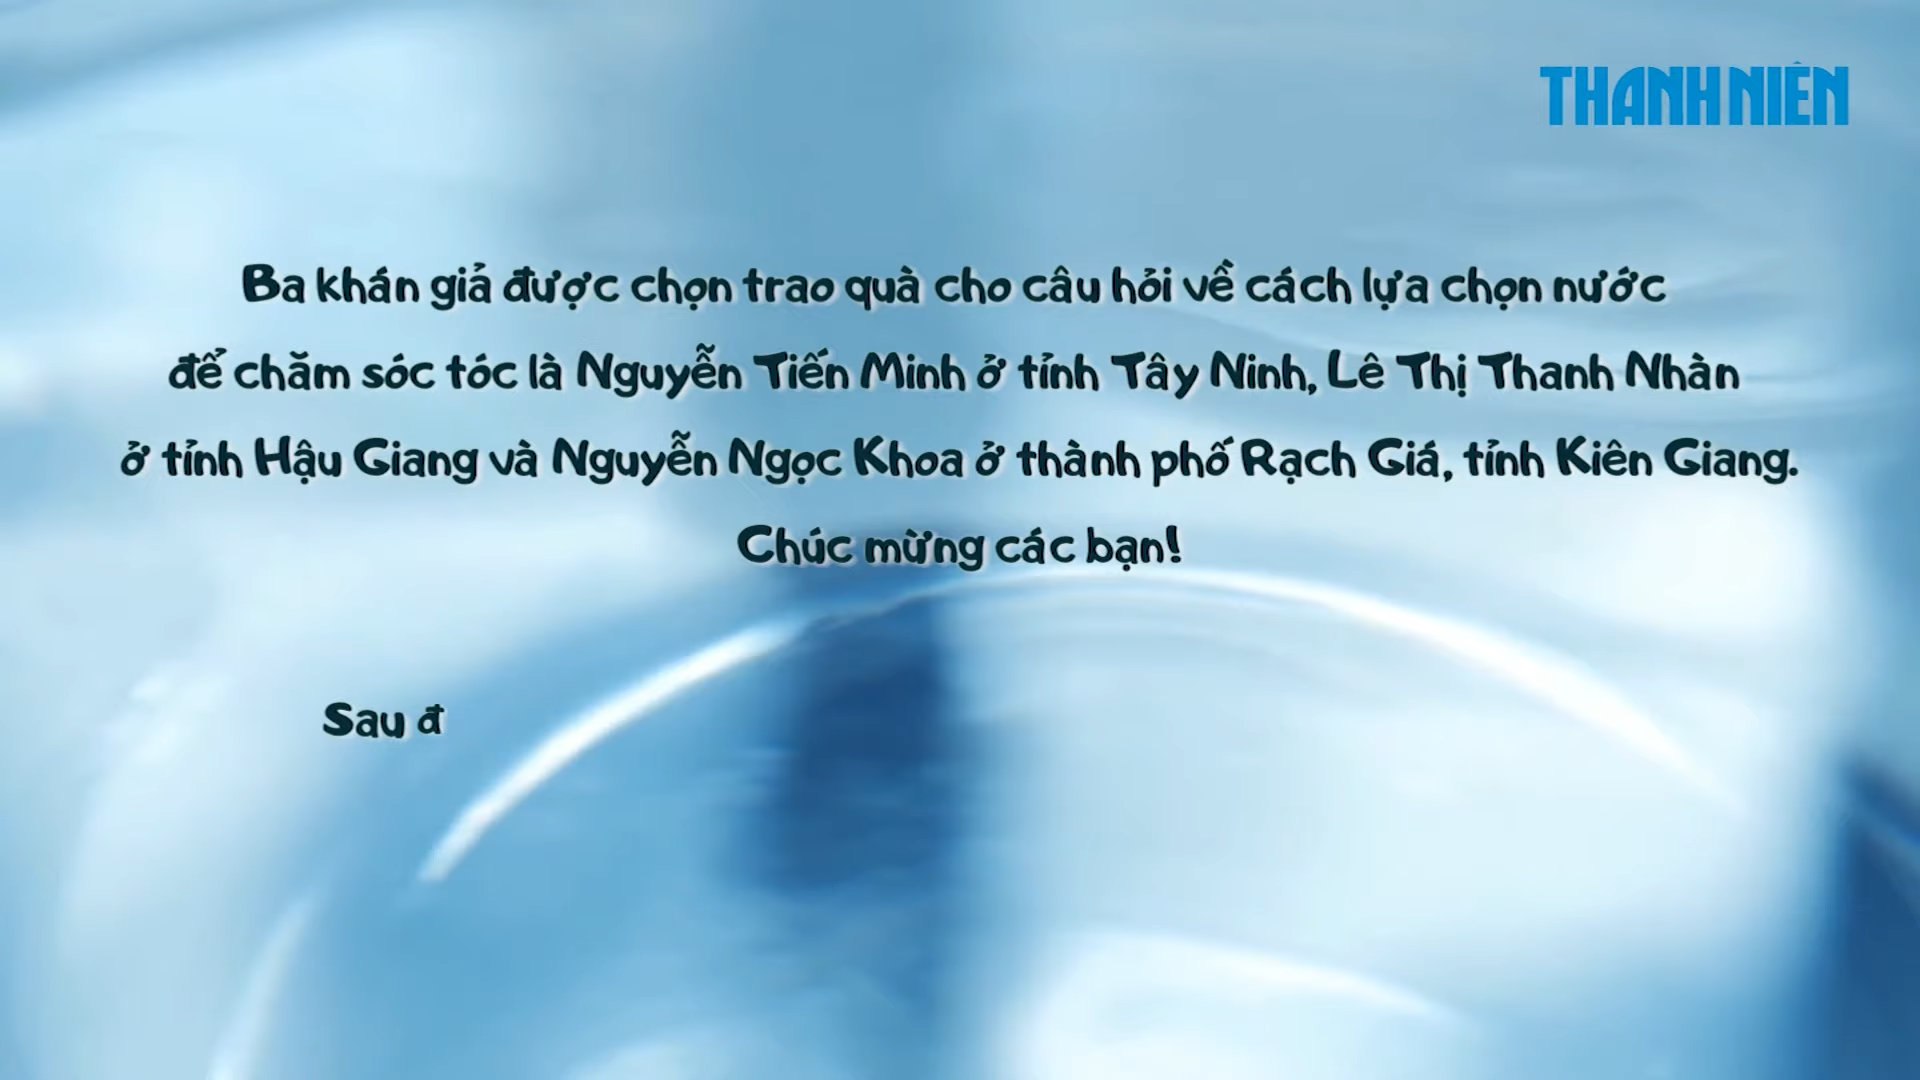 THANH NIÊN
Ba khán giả được chọn trao quà cho câu hỏi về cách lựa chọn nước
để chăm sóc tóc là Nguyễn Tiến Minh ở tỉnh Tây Ninh, Lê Thị Thanh Nhàn
ở tỉnh Hậu Giang và Nguyễn Ngọc Khoa ở thành phố Rạch Giá, tỉnh Kiên Giang.
Chúc mừng các bạn!
Sau đ